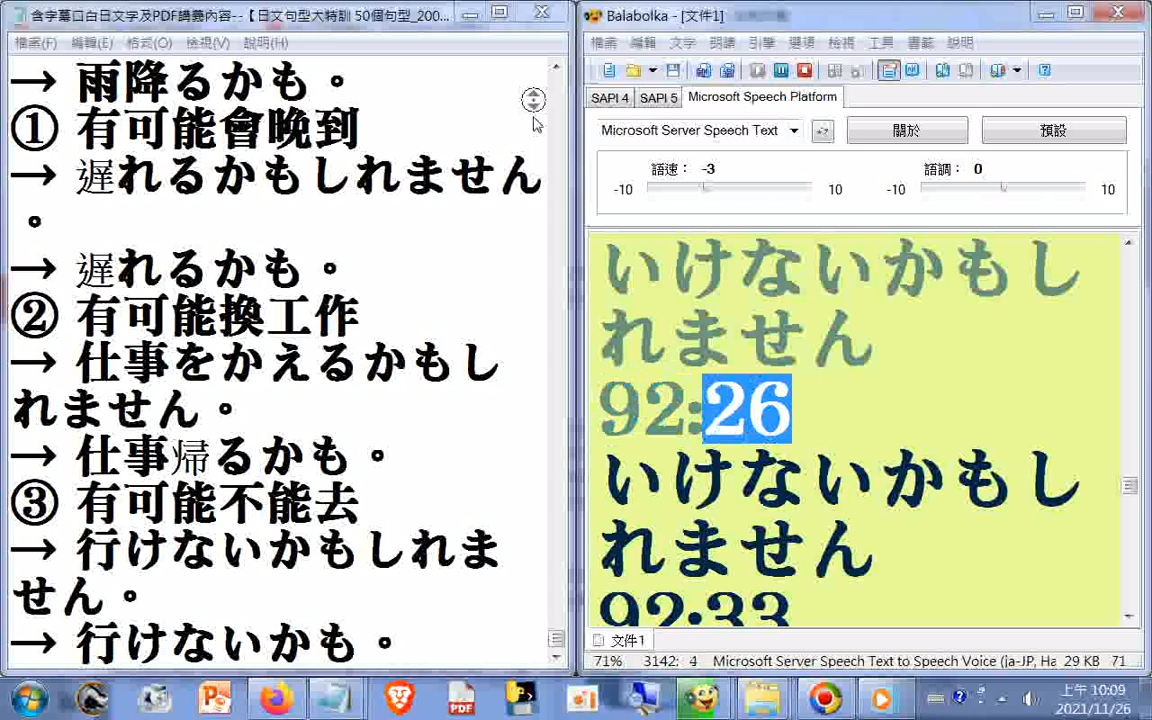 含字幕口白日文字及PDF講義內容--【日文句型大特訓 50個句型_200...
檔案(F) 編輯(E) 格式(O) 檢視(V) 說明(H)
→ 雨降るかも。
① 有可能會晚到
→ 遅れるかもしれません
。
→ 遅れるかも。
② 有可能換工作
→ 仕事をかえるかもし
れません。
→ 仕事帰るかも。
③ 有可能不能去
→ 行けないかもしれま
せん。
→ 行けないかも。
Balabolka - [文件1]
檔案 編輯 文字 朗讀 引擎 選項 檢視 工具 書籤 說明
SAPI 4 SAPI 5 Microsoft Speech Platform
Microsoft Server Speech Text 關於 預設
語速： -3 語調： 0
-10 10 -10 10
いけないかもし
れません
92:26
いけないかもし
れません
92:33
文件1
71% 3142: 4 Microsoft Server Speech Text to Speech Voice (ja-JP, Ha 29 KB 71
PDF
上午 10:09
2021/11/26